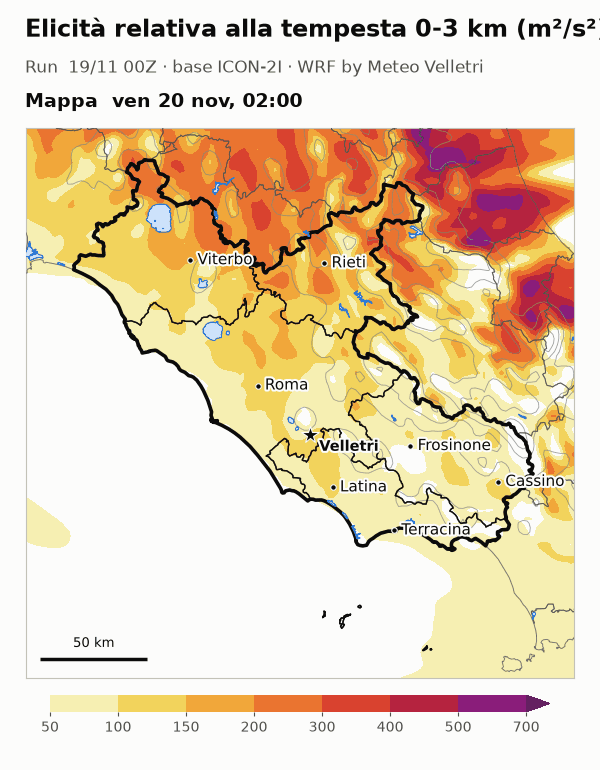 Elicità relativa alla tempesta 0-3 km (m²/s²)
Run  19/11 00Z · base ICON-2I · WRF by Meteo Velletri
Mappa  ven 20 nov, 02:00
Viterbo
Rieti
Roma
Velletri
Frosinone
Cassino
Latina
Terracina
50 km
50 100 150 200 300 400 500 700